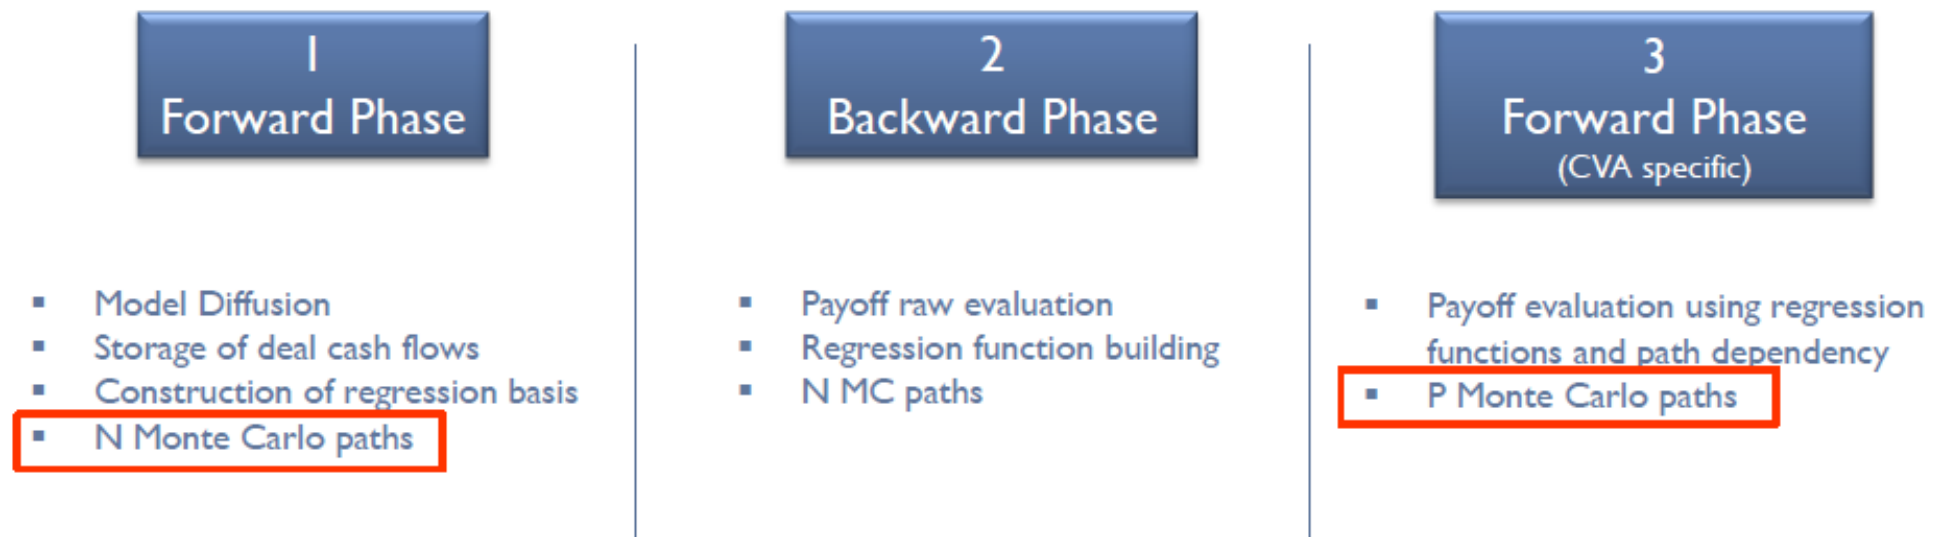 1
Forward Phase
▪ Model Diffusion
▪ Storage of deal cash flows
▪ Construction of regression basis
▪ N Monte Carlo paths
2
Backward Phase
▪ Payoff raw evaluation
▪ Regression function building
▪ N MC paths
3
Forward Phase
(CVA specific)
▪ Payoff evaluation using regression
functions and path dependency
▪ P Monte Carlo paths